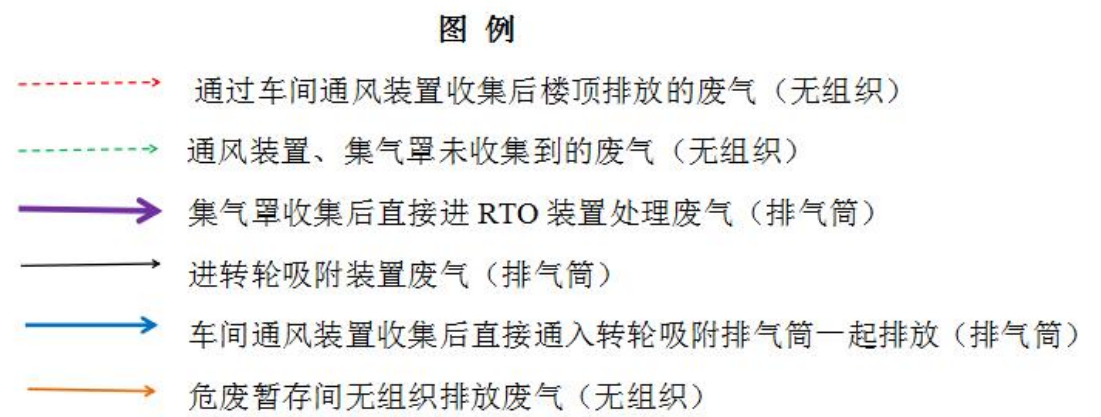 图 例
通过车间通风装置收集后楼顶排放的废气（无组织）
通风装置、集气罩未收集到的废气（无组织）
集气罩收集后直接进 RTO 装置处理废气（排气筒）
进转轮吸附装置废气（排气筒）
车间通风装置收集后直接通入转轮吸附排气筒一起排放（排气筒）
危废暂存间无组织排放废气（无组织）